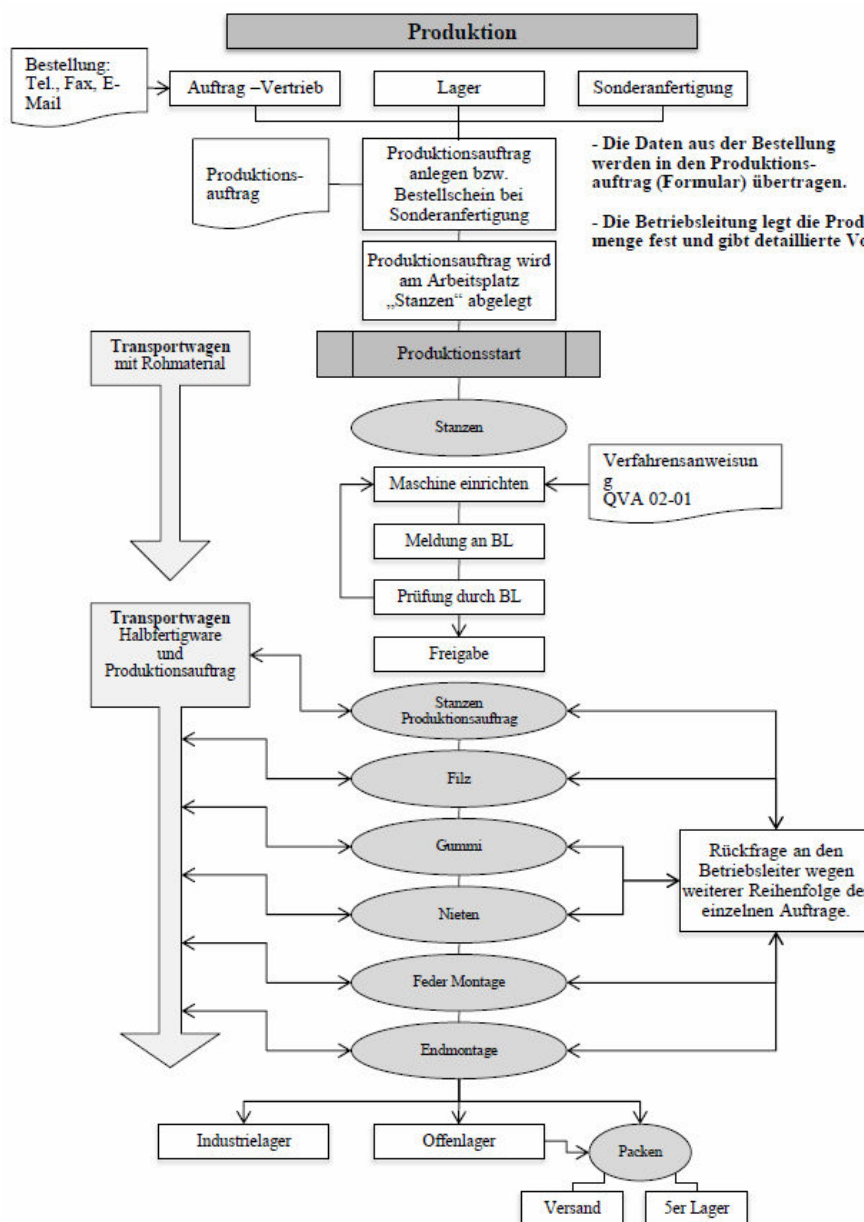 Produktion
Bestellung:
Tel., Fax, E-
Mail
Auftrag –Vertrieb
Lager
Sonderanfertigung
Produktions-
auftrag
Produktionsauftrag
anlegen bzw.
Bestellschein bei
Sonderanfertigung
- Die Daten aus der Bestellung
werden in den Produktions-
auftrag (Formular) übertragen.
- Die Betriebsleitung legt die Prod
menge fest und gibt detaillierte Vo
Produktionsauftrag wird
am Arbeitsplatz
„Stanzen“ abgelegt
Transportwagen
mit Rohmaterial
Produktionsstart
Stanzen
Maschine einrichten
Verfahrensanweisun
g
QVA 02-01
Meldung an BL
Prüfung durch BL
Freigabe
Transportwagen
Halbfertigware
und
Produktionsauftrag
Stanzen
Produktionsauftrag
Filz
Gummi
Nieten
Feder Montage
Endmontage
Rückfrage an den
Betriebsleiter wegen
weiterer Reihenfolge de
einzelnen Auftrage.
Industrielager
Offenlager
Packen
Versand
5er Lager